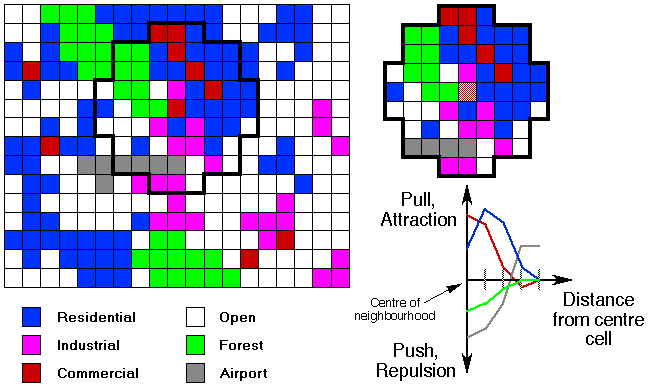 Pull,
Attraction
Centre of
neighbourhood
Distance
from centre
cell
Push,
Repulsion
Residential
Open
Industrial
Forest
Commercial
Airport